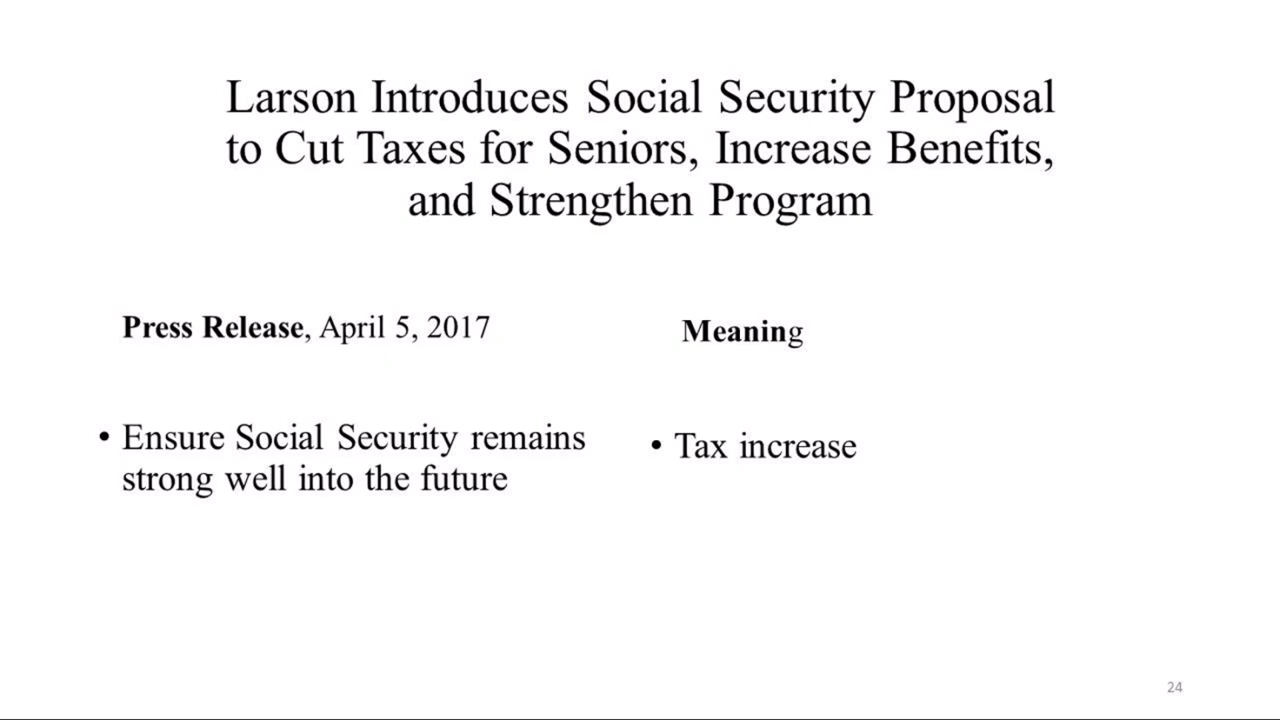 Larson Introduces Social Security Proposal
to Cut Taxes for Seniors, Increase Benefits,
and Strengthen Program
Press Release, April 5, 2017
Meaning
• Ensure Social Security remains
strong well into the future
• Tax increase
24